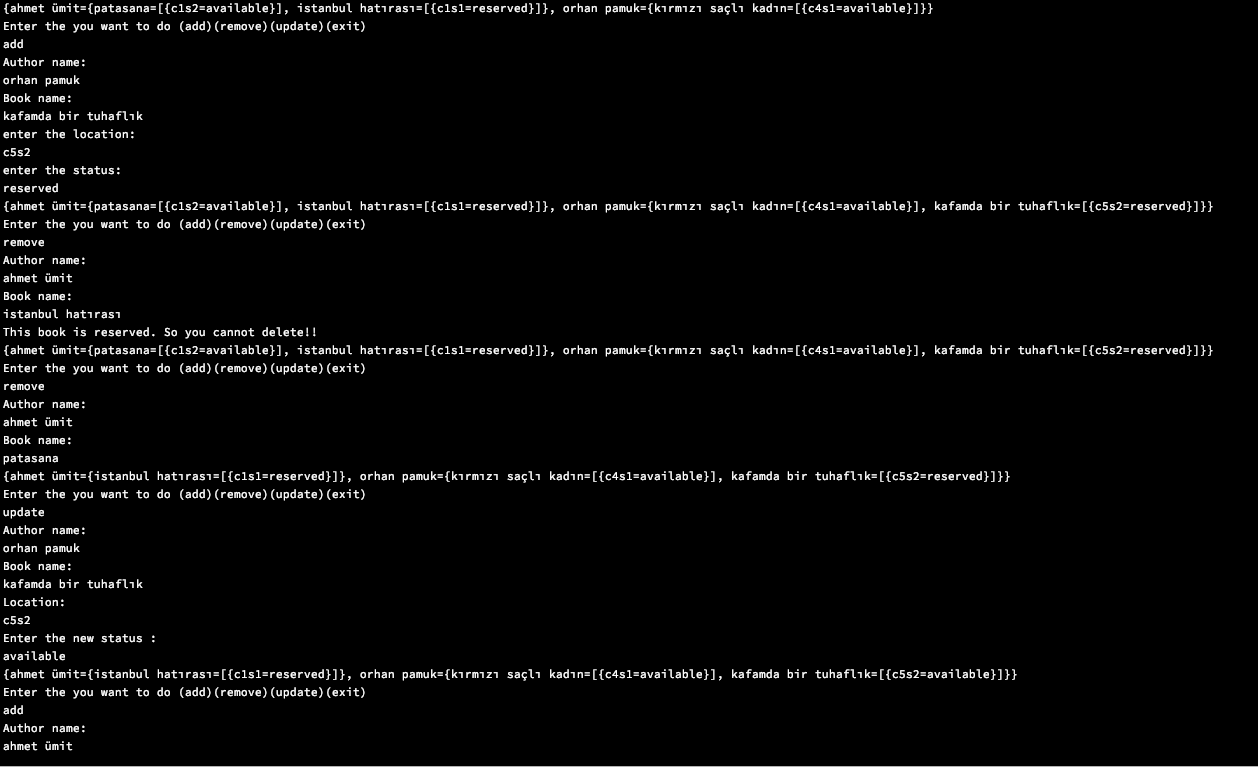 {ahmet ümit={patasana=[{c1s2=available}], istanbul hatırası=[{c1s1=reserved}]}, orhan pamuk={kırmızı saçlı kadın=[{c4s1=available}]}}
Enter the you want to do (add)(remove)(update)(exit)
add
Author name:
orhan pamuk
Book name:
kafamda bir tuhaflık
enter the location:
c5s2
enter the status:
reserved
{ahmet ümit={patasana=[{c1s2=available}], istanbul hatırası=[{c1s1=reserved}]}, orhan pamuk={kırmızı saçlı kadın=[{c4s1=available}], kafamda bir tuhaflık=[{c5s2=reserved}]}}
Enter the you want to do (add)(remove)(update)(exit)
remove
Author name:
ahmet ümit
Book name:
istanbul hatırası
This book is reserved. So you cannot delete!!
{ahmet ümit={patasana=[{c1s2=available}], istanbul hatırası=[{c1s1=reserved}]}, orhan pamuk={kırmızı saçlı kadın=[{c4s1=available}], kafamda bir tuhaflık=[{c5s2=reserved}]}}
Enter the you want to do (add)(remove)(update)(exit)
remove
Author name:
ahmet ümit
Book name:
patasana
{ahmet ümit={istanbul hatırası=[{c1s1=reserved}]}, orhan pamuk={kırmızı saçlı kadın=[{c4s1=available}], kafamda bir tuhaflık=[{c5s2=reserved}]}}
Enter the you want to do (add)(remove)(update)(exit)
update
Author name:
orhan pamuk
Book name:
kafamda bir tuhaflık
Location:
c5s2
Enter the new status :
available
{ahmet ümit={istanbul hatırası=[{c1s1=reserved}]}, orhan pamuk={kırmızı saçlı kadın=[{c4s1=available}], kafamda bir tuhaflık=[{c5s2=available}]}}
Enter the you want to do (add)(remove)(update)(exit)
add
Author name:
ahmet ümit